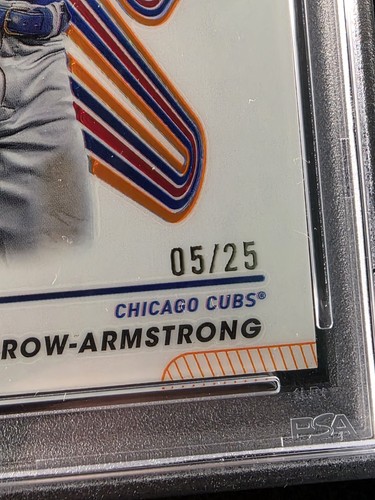 05/25
CHICAGO CUBS®
ROW-ARMSTRONG
PSA